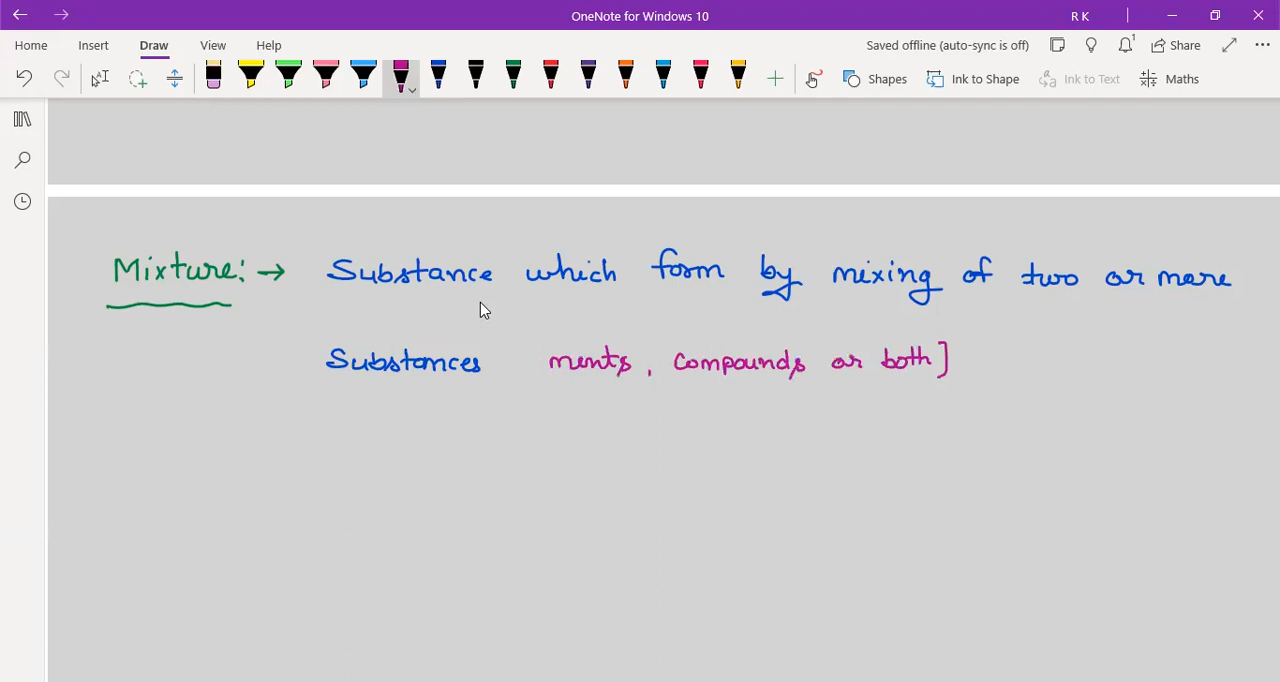 OneNote for Windows 10
R K
Home Insert Draw View Help
Saved offline (auto-sync is off) 1 Share
Shapes Ink to Shape Ink to Text Maths
Mixture: → Substance which form by mixing of two or more
Substances ments, compounds or both]